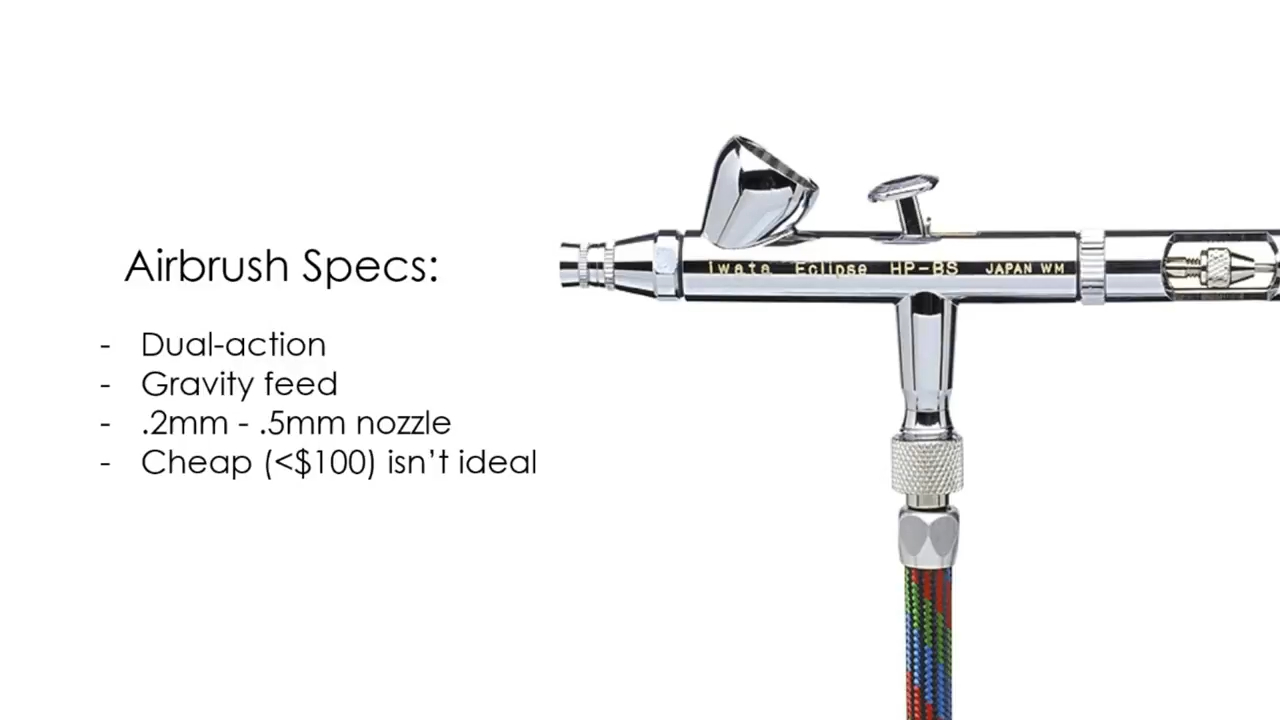 Airbrush Specs:
- Dual-action
- Gravity feed
- .2mm - .5mm nozzle
- Cheap (<$100) isn’t ideal
iwata Eclipse HP-BS JAPAN WM